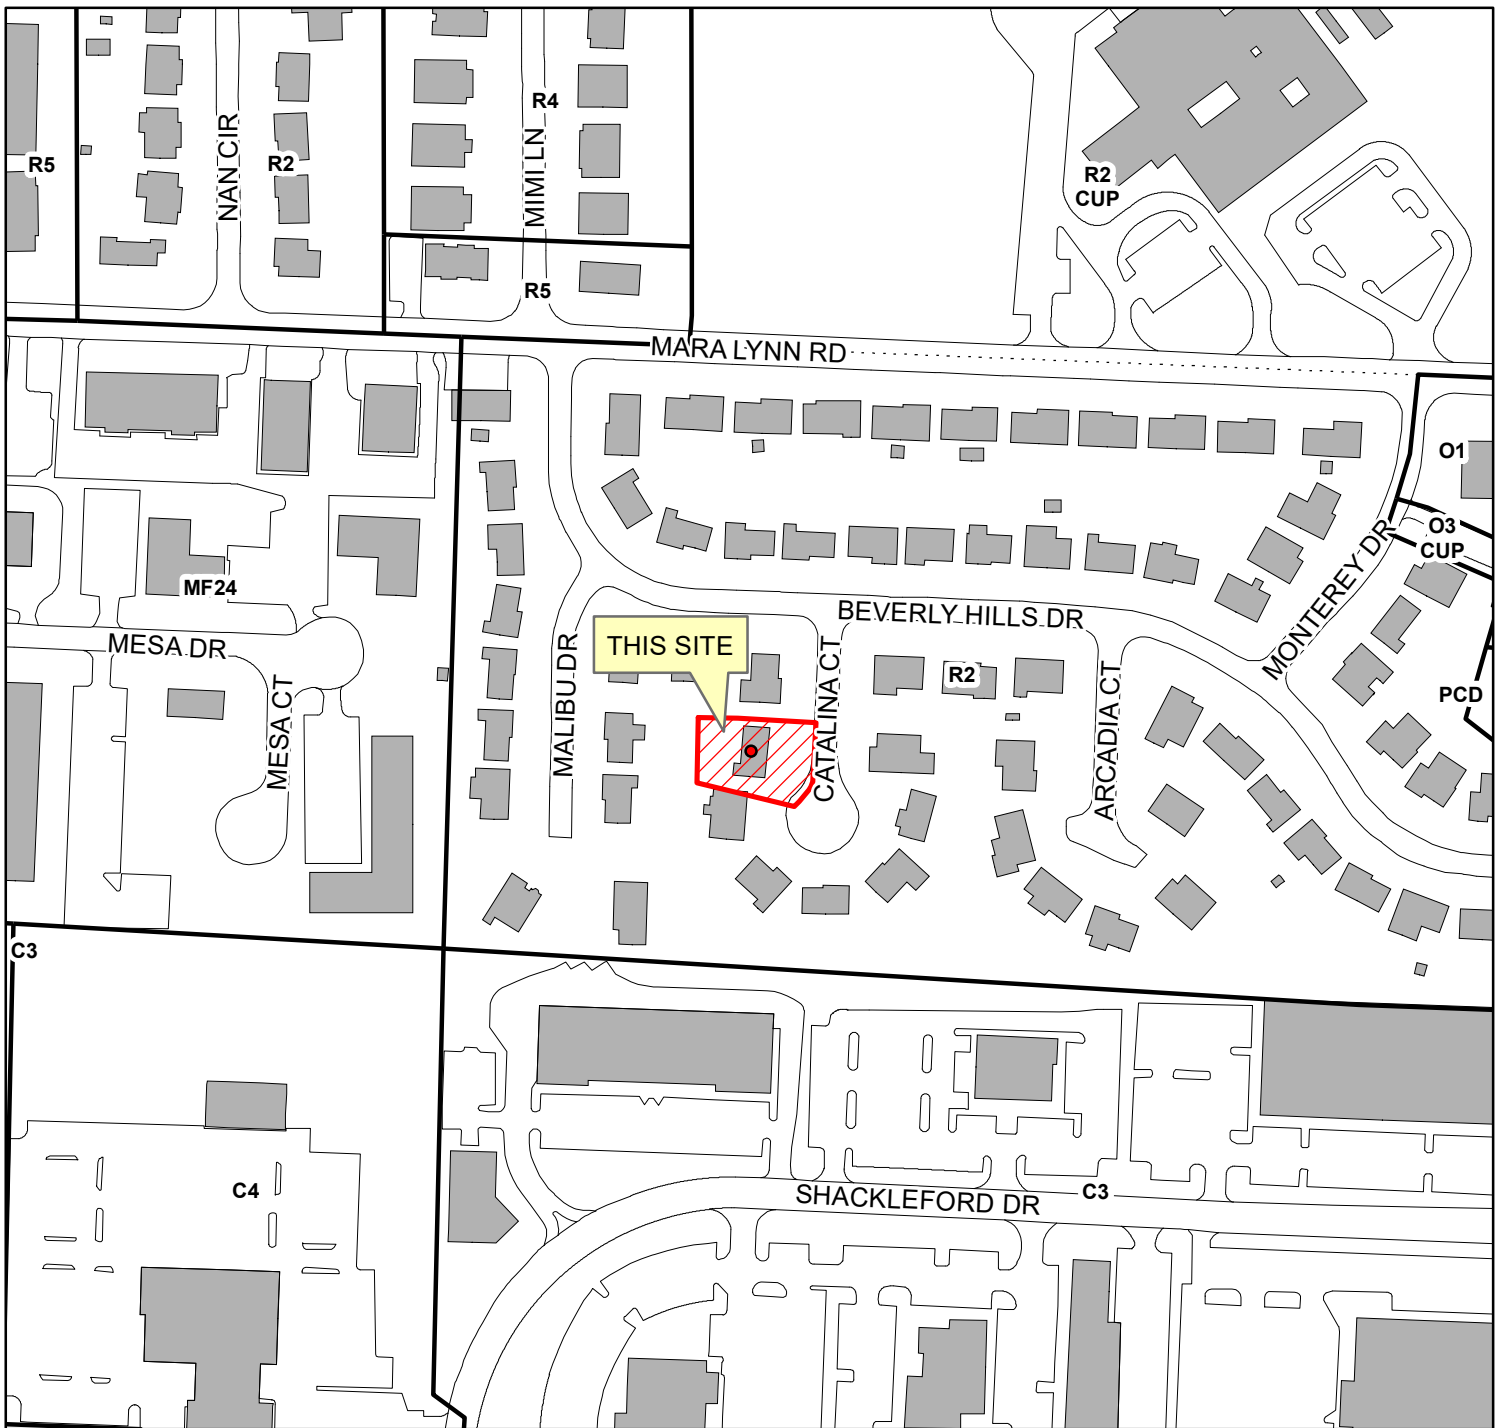 R4
NAN CIR
MIMI LN
R5
R2
R2
CUP
R5
MARA LYNN RD
O1
O3
CUP
MONTEREY DR
MF24
BEVERLY HILLS DR
MESA DR
THIS SITE
MALIBU DR
CATALINA CT
R2
ARCADIA CT
MESA CT
PCD
C3
C4
SHACKLEFORD DR
C3